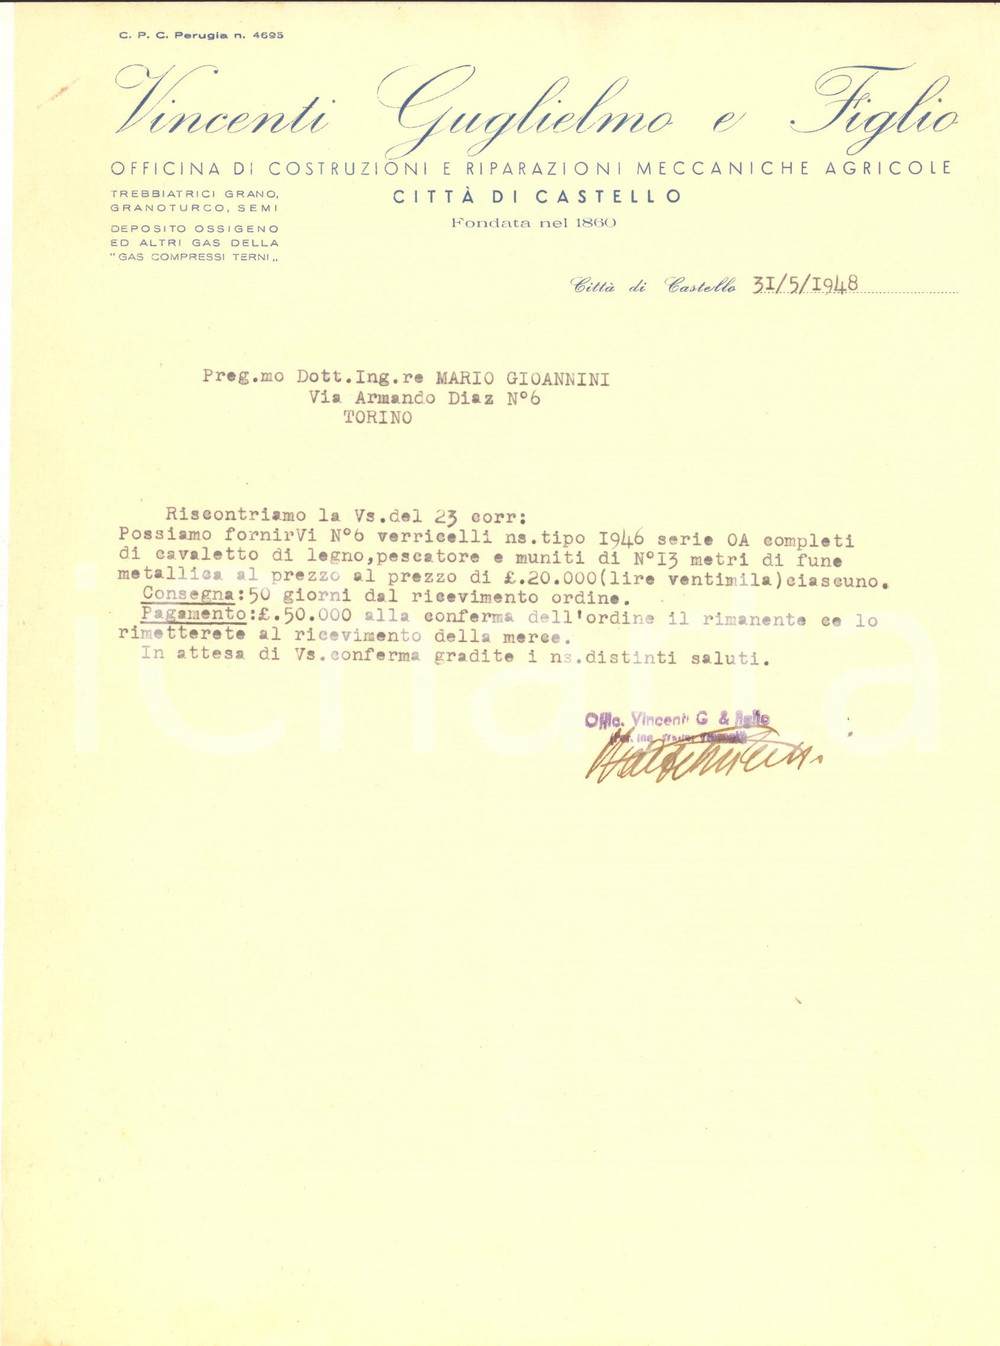 C. P. C. Perugia n. 4695
Vincenti Guglielmo e Figlio
OFFICINA DI COSTRUZIONI E RIPARAZIONI MECCANICHE AGRICOLE
TREBBIATRICI GRANO,
GRANOTURCO, SEMI
DEPOSITO OSSIGENO
ED ALTRI GAS DELLA
"GAS COMPRESSI TERNI„
CITTÀ DI CASTELLO
Fondata nel 1860
Città di Castello 31/5/1948
Preg.mo Dott.Ing.re MARIO GIOANNINI
Via Armando Diaz N°6
TORINO
Riscontriamo la Vs.del 23 corr:
Possiamo fornirVi N°6 verricelli ns.tipo I946 serie OA completi
di cavaletto di legno,pescatore e muniti di N°I3 metri di fune
metallica al prezzo al prezzo di £.20.000(lire ventimila)ciascuno.
Consegna:50 giorni dal ricevimento ordine.
Pagamento:£.50.000 alla conferma dell'ordine il rimanente ce lo
rimetterete al ricevimento della merce.
In attesa di Vs.conferma gradite i ns.distinti saluti.
Offic. Vincenti G & figlio